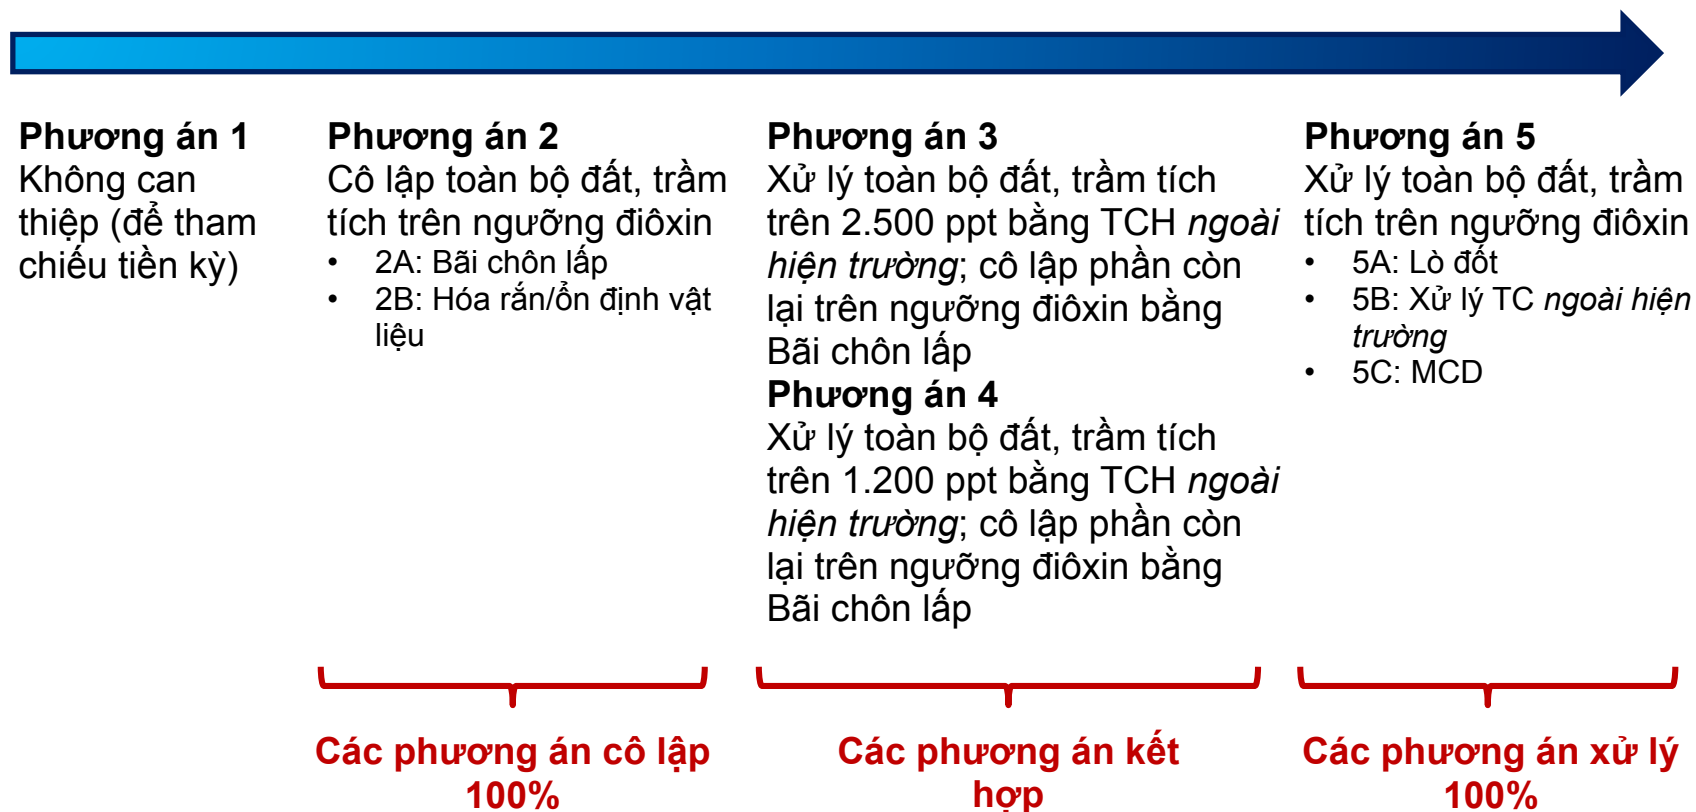 Phương án 1
Không can
thiệp (để tham
chiếu tiền kỳ)
Phương án 2
Cô lập toàn bộ đất, trầm
tích trên ngưỡng điôxin
• 2A: Bãi chôn lấp
• 2B: Hóa rắn/ổn định vật
liệu
Phương án 3
Xử lý toàn bộ đất, trầm tích
trên 2.500 ppt bằng TCH ngoài
hiện trường; cô lập phần còn
lại trên ngưỡng điôxin bằng
Bãi chôn lấp
Phương án 4
Xử lý toàn bộ đất, trầm tích
trên 1.200 ppt bằng TCH ngoài
hiện trường; cô lập phần còn
lại trên ngưỡng điôxin bằng
Bãi chôn lấp
Phương án 5
Xử lý toàn bộ đất, trầm
tích trên ngưỡng điôxin
• 5A: Lò đốt
• 5B: Xử lý TC ngoài hiện
trường
• 5C: MCD
Các phương án cô lập
100%
Các phương án kết
hợp
Các phương án xử lý
100%